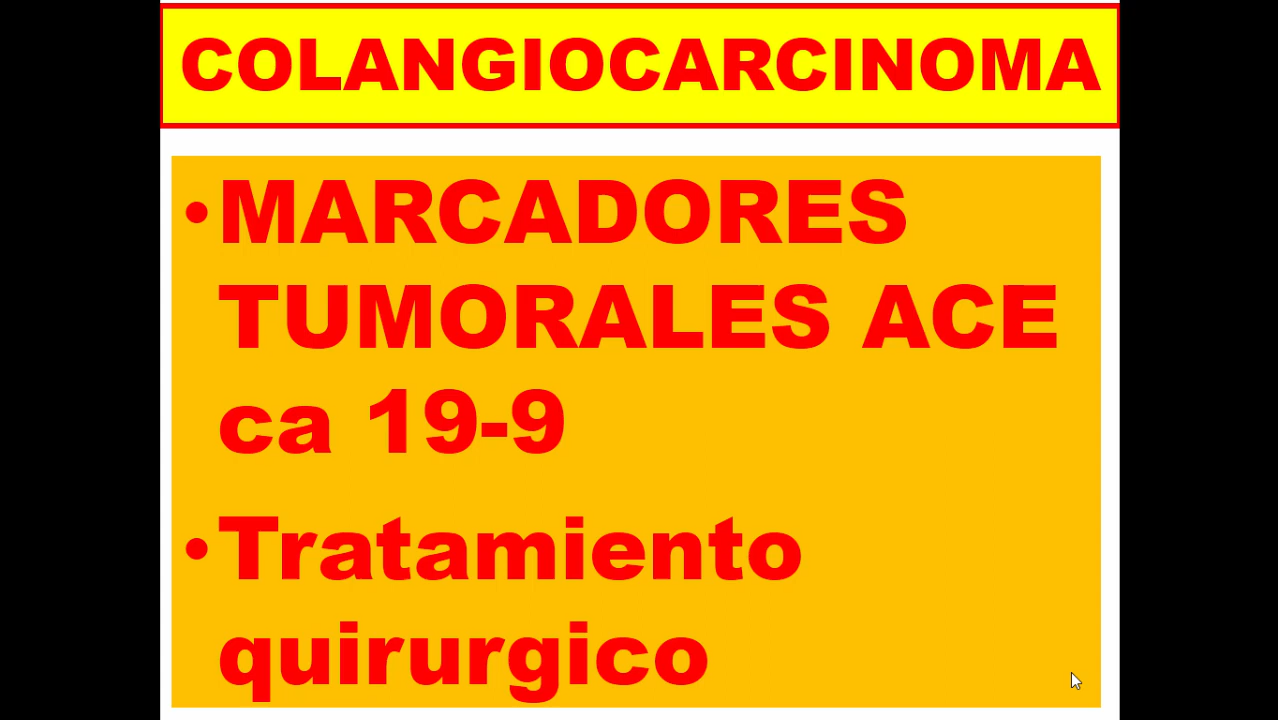 COLANGIOCARCINOMA
•MARCADORES
TUMORALES ACE
ca 19-9
•Tratamiento
quirurgico